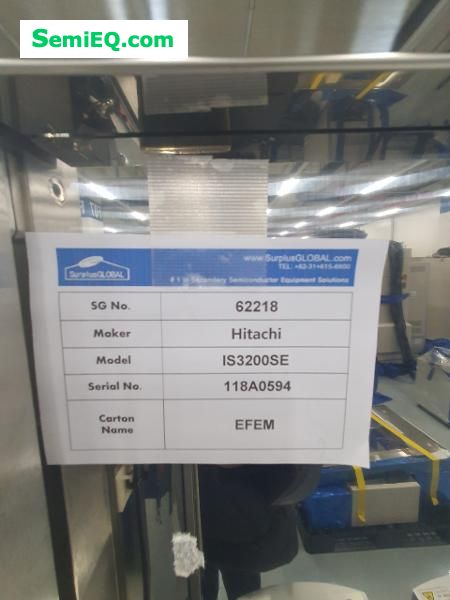 SemiEQ.com
SurplusGLOBAL
www.SurplusGLOBAL.com
TEL: +82-31+615-6800
# 1 in Secondary Semiconductor Equipment Solutions
SG No. 62218
Maker Hitachi
Model IS3200SE
Serial No. 118A0594
Carton Name EFEM